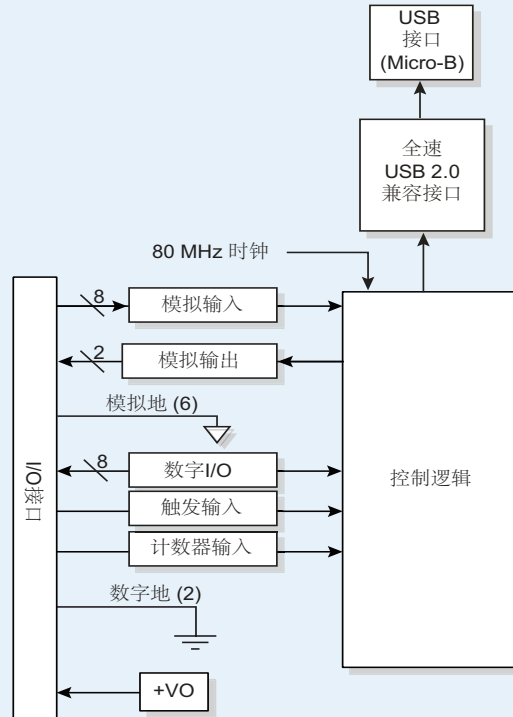 USB
接口
(Micro-B)
全速
USB 2.0
兼容接口
80 MHz 时钟
8
模拟输入
2
模拟输出
模拟地 (6)
8
数字I/O
触发输入
计数器输入
数字地 (2)
+VO
I/O接口
控制逻辑